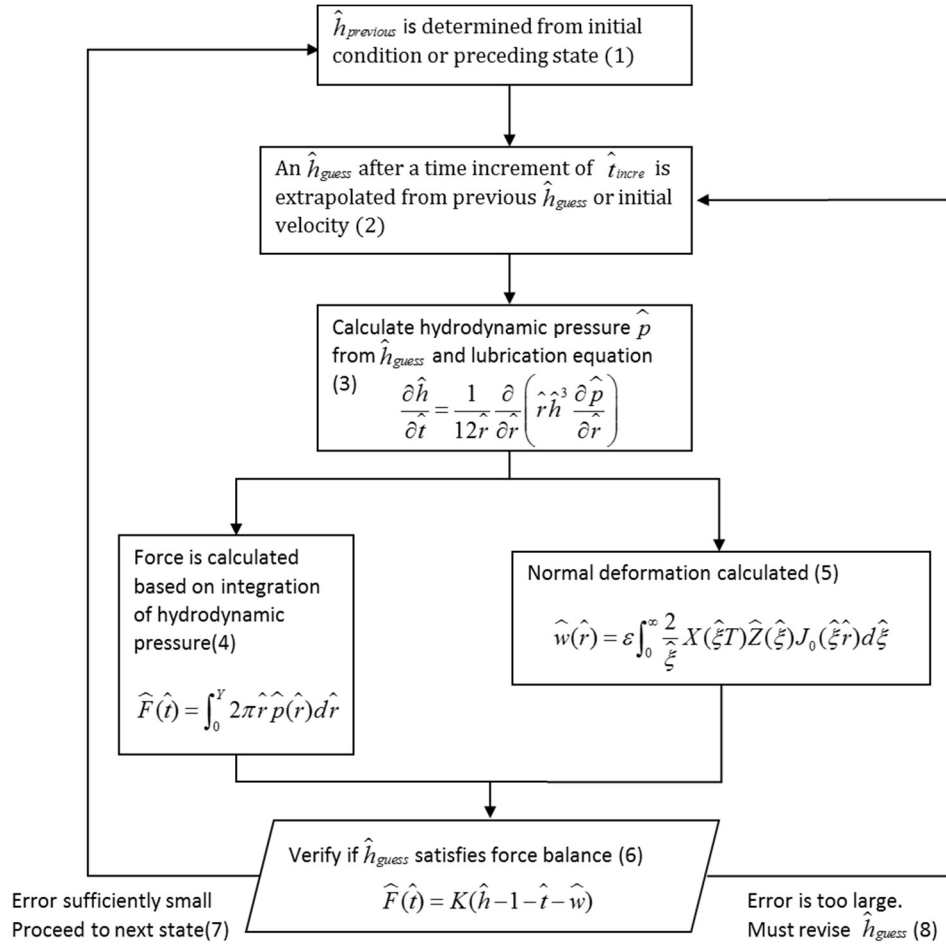 ĥ_previous is determined from initial
condition or preceding state (1)
An ĥ_guess after a time increment of t̂_incre is
extrapolated from previous ĥ_guess or initial
velocity (2)
Calculate hydrodynamic pressure p̂
from ĥ_guess and lubrication equation
(3)
∂ĥ/∂t̂ = 1/(12r̂) ∂/∂r̂ (r̂ĥ³ ∂p̂/∂r̂)
Force is calculated
based on integration
of hydrodynamic
pressure(4)
F̂(t̂) = ∫₀^Y 2πr̂p̂(r̂)dr̂
Normal deformation calculated (5)
ŵ(r̂) = ε∫₀^∞ 2/ξ̂ X(ξ̂T)Ẑ(ξ̂)J₀(ξ̂r̂)dξ̂
Verify if ĥ_guess satisfies force balance (6)
F̂(t̂) = K(ĥ−1−t̂−ŵ)
Error sufficiently small
Proceed to next state(7)
Error is too large.
Must revise ĥ_guess (8)